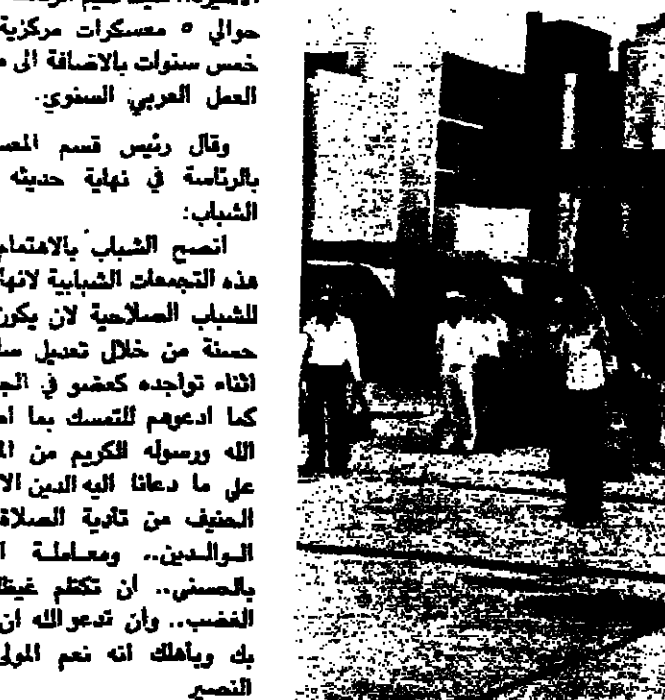 حوالي ٥ معسكرات مركزية
خمس سنوات بالاضافة الى
العمل العربي السنوي.
وقال رئيس قسم
بالرئاسة في نهاية حديثه
الشباب:
انصح الشباب بالاهتمام
هذه التجمعات الشبابية
للشباب الصلاحية لان يكون
حسنة من خلال تعديل
اثناء تواجده كعضو في
كما ادعوهم للتمسك بما
الله ورسوله الكريم من
على ما دعانا اليه الدين
الحنيف من تأدية الصلاة
الوالدين.. ومعاملة
بالحسنى.. أن تكظم
الغضب.. وأن تدعو الله ان
بك وبأهلك انه نعم المولى
النصير